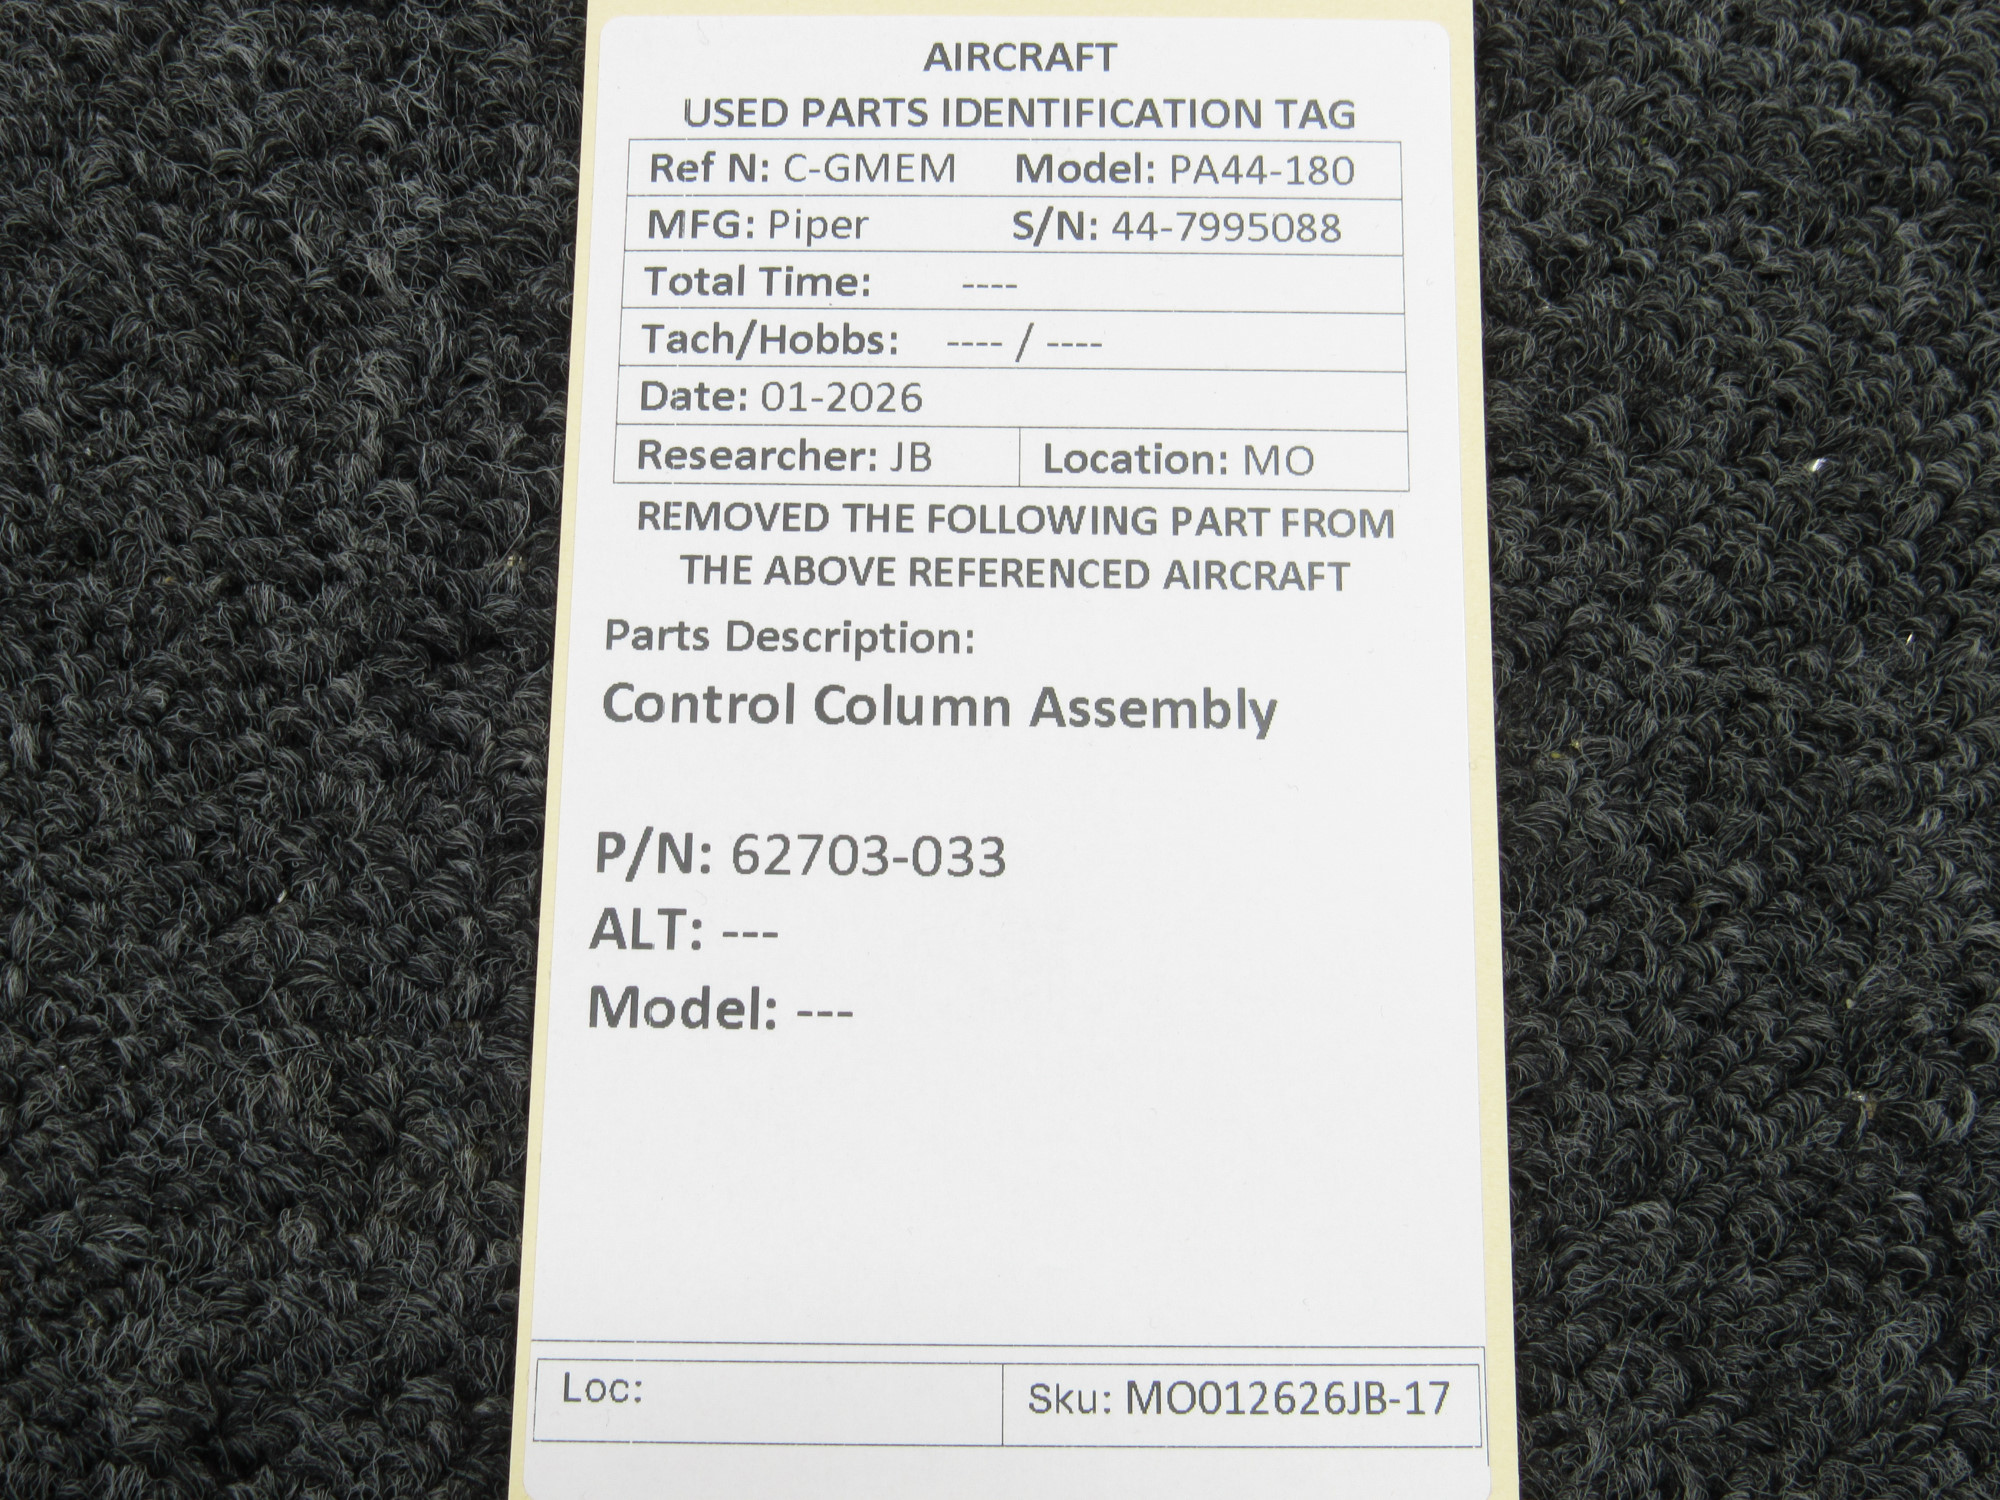 AIRCRAFT
USED PARTS IDENTIFICATION TAG
Ref N: C-GMEM Model: PA44-180
MFG: Piper S/N: 44-7995088
Total Time: ----
Tach/Hobbs: ---- / ----
Date: 01-2026
Researcher: JB Location: MO
REMOVED THE FOLLOWING PART FROM
THE ABOVE REFERENCED AIRCRAFT
Parts Description:
Control Column Assembly
P/N: 62703-033
ALT: ---
Model: ---
Loc: Sku: MO012626JB-17